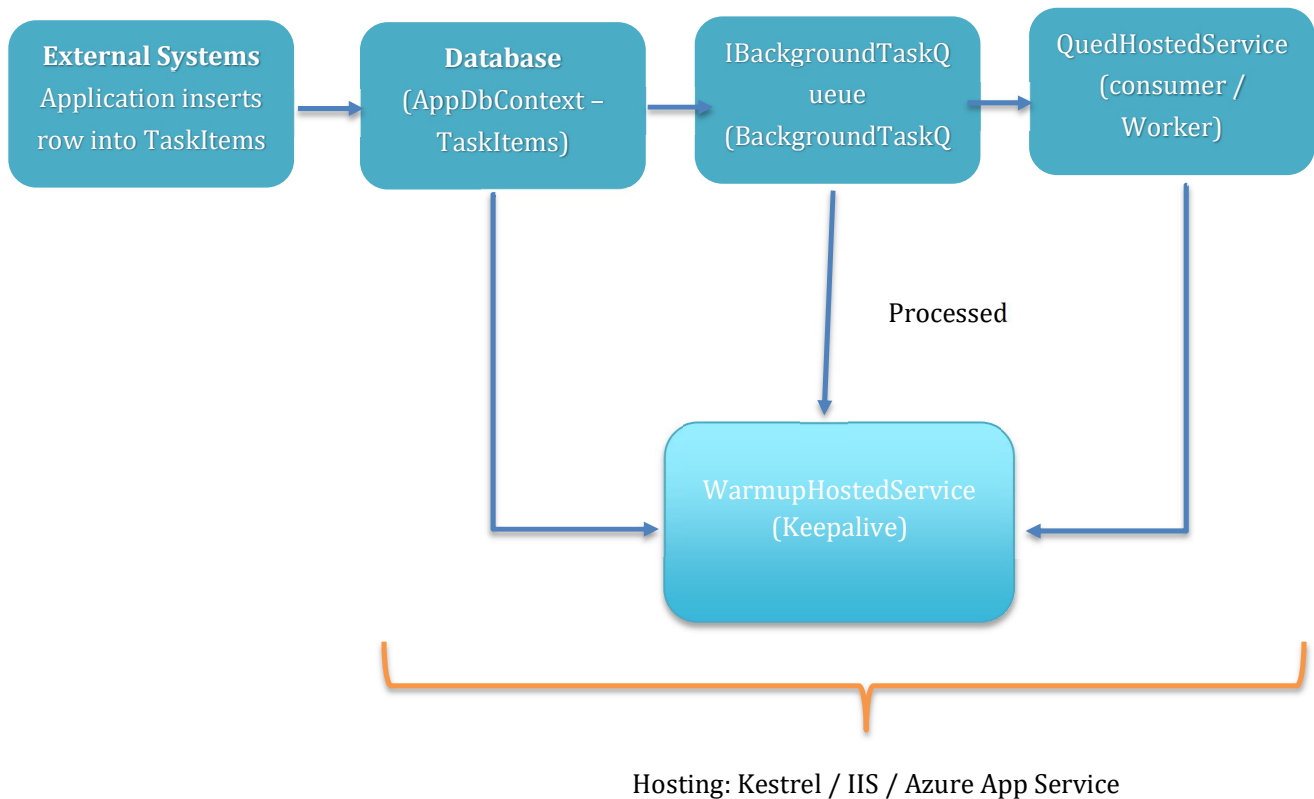 External Systems
Application inserts
row into TaskItems
Database
(AppDbContext –
TaskItems)
IBackgroundTaskQ
ueue
(BackgroundTaskQ
QuedHostedService
(consumer /
Worker)
Processed
WarmupHostedService
(Keepalive)
Hosting: Kestrel / IIS / Azure App Service